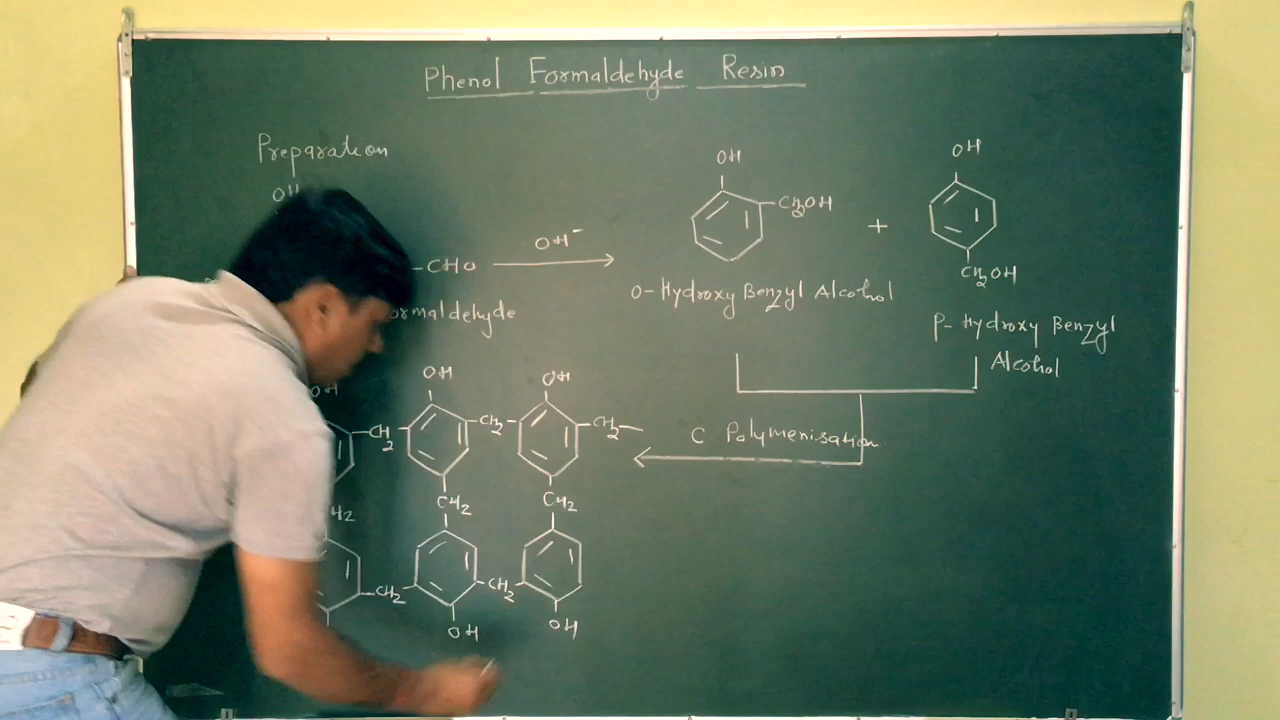 Phenol Formaldehyde Resin
Preparation
OH
-CHO
OH⁻
OH
CH2OH
+
OH
CH2OH
O-Hydroxy Benzyl Alcohol
P-Hydroxy Benzyl
Alcohol
OH
OH
OH
CH2
CH2
CH2
C Polymerisation
H2
CH2
CH2
CH2
CH2
OH
OH